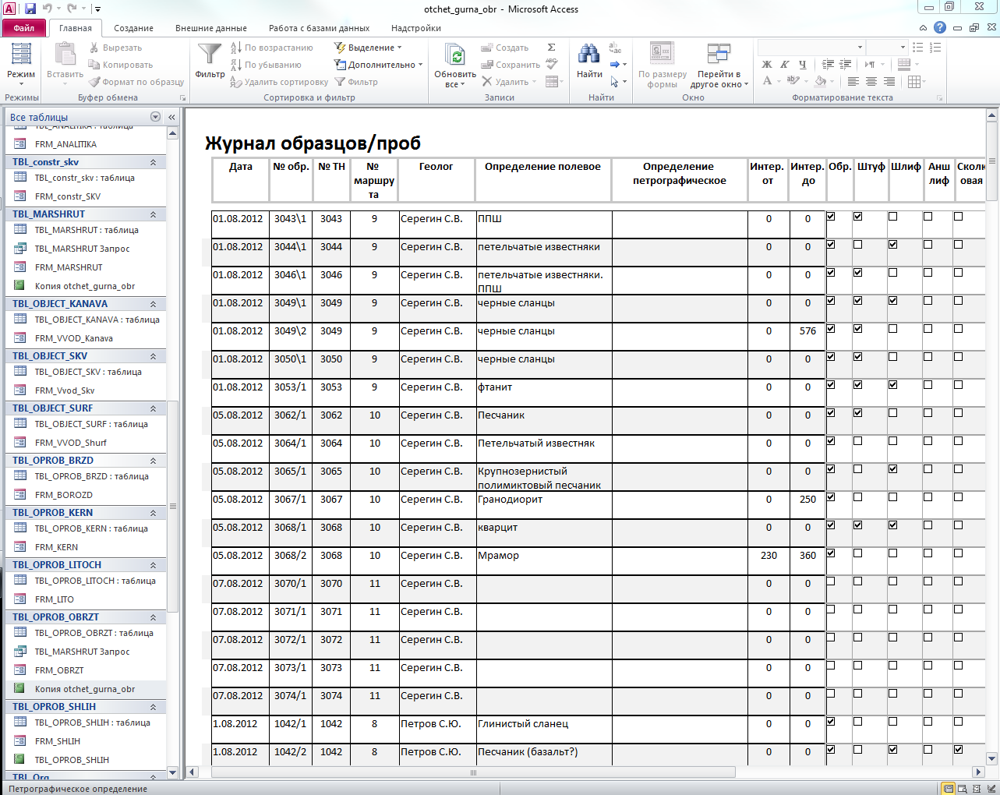 otchet_gurna_obr - Microsoft Access
Файл Главная Создание Внешние данные Работа с базами данных Надстройки
Режим
Режимы
Вставить
Вырезать
Копировать
Формат по образцу
Буфер обмена
Фильтр
По возрастанию
По убыванию
Удалить сортировку
Выделение
Дополнительно
Фильтр
Сортировка и фильтр
Обновить
все
Создать
Сохранить
Удалить
Записи
Найти
Найти
По размеру
формы
Перейти в
другое окно
Окно
Ж К Ч
Форматирование текста
Все таблицы
TBL_ANALITIKA : таблица
FRM_ANALITIKA
TBL_constr_skv
TBL_constr_skv : таблица
FRM_constr_SKV
TBL_MARSHRUT
TBL_MARSHRUT : таблица
TBL_MARSHRUT Запрос
FRM_MARSHRUT
Копия otchet_gurna_obr
TBL_OBJECT_KANAVA
TBL_OBJECT_KANAVA : таблица
FRM_VVOD_Kanava
TBL_OBJECT_SKV
TBL_OBJECT_SKV : таблица
FRM_Vvod_Skv
TBL_OBJECT_SURF
TBL_OBJECT_SURF : таблица
FRM_VVOD_Shurf
TBL_OPROB_BRZD
TBL_OPROB_BRZD : таблица
FRM_BOROZD
TBL_OPROB_KERN
TBL_OPROB_KERN : таблица
FRM_KERN
TBL_OPROB_LITOCH
TBL_OPROB_LITOCH : таблица
FRM_LITO
TBL_OPROB_OBRZT
TBL_OPROB_OBRZT : таблица
TBL_MARSHRUT Запрос
FRM_OBRZT
Копия otchet_gurna_obr
TBL_OPROB_SHLIH
TBL_OPROB_SHLIH : таблица
FRM_SHLIH
TBL_OPROB_SHLIH
TBL_Org
Журнал образцов/проб
Дата № обр. № ТН № Геолог Определение полевое Определение Интер. Интер. Обр. Штуф Шлиф Анш Сколк
маршру петрографическое от до лиф овая
та
01.08.2012 3043\1 3043 9 Серегин С.В. ППШ 0 0
01.08.2012 3044\1 3044 9 Серегин С.В. петельчатые известняки 0 0
01.08.2012 3046\1 3046 9 Серегин С.В. петельчатые известняки. 0 0
ППШ
01.08.2012 3049\1 3049 9 Серегин С.В. черные сланцы 0 0
01.08.2012 3049\2 3049 9 Серегин С.В. черные сланцы 0 576
01.08.2012 3050\1 3050 9 Серегин С.В. черные сланцы 0 0
01.08.2012 3053/1 3053 9 Серегин С.В. фтанит 0 0
05.08.2012 3062/1 3062 10 Серегин С.В. Песчаник 0 0
05.08.2012 3064/1 3064 10 Серегин С.В. Петельчатый известняк 0 0
05.08.2012 3065/1 3065 10 Серегин С.В. Крупнозернистый 0 0
полимиктовый песчаник
05.08.2012 3067/1 3067 10 Серегин С.В. Гранодиорит 0 250
05.08.2012 3068/1 3068 10 Серегин С.В. кварцит 0 0
05.08.2012 3068/2 3068 10 Серегин С.В. Мрамор 230 360
07.08.2012 3070/1 3070 11 Серегин С.В. 0 0
07.08.2012 3071/1 3071 11 Серегин С.В. 0 0
07.08.2012 3072/1 3072 11 Серегин С.В. 0 0
07.08.2012 3073/1 3073 11 Серегин С.В. 0 0
07.08.2012 3074/1 3074 11 Серегин С.В. 0 0
1.08.2012 1042/1 1042 8 Петров С.Ю. Глинистый сланец 0 0
1.08.2012 1042/2 1042 8 Петров С.Ю. Песчаник (базальт?) 0 0
Петрографическое определение